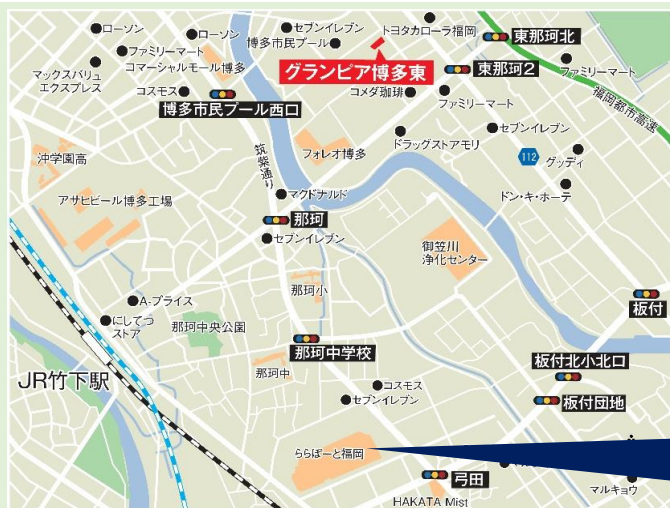 ローソン
ローソン
セブンイレブン
博多市民プール
トヨタカローラ福岡
東那珂北
ファミリーマート
コマーシャルモール博多
マックスバリュ
エクスプレス
コスモス
博多市民プール西口
グランピア博多東
東那珂2
ファミリーマート
福岡都市高速
コメダ珈琲
ファミリーマート
沖学園高
筑紫通り
フォレオ博多
ドラッグストアモリ
セブンイレブン
112
グッディ
アサヒビール博多工場
マクドナルド
ドン・キ・ホーテ
那珂
セブンイレブン
御笠川
浄化センター
那珂小
A-プライス
にしてつ
ストア
那珂中央公園
板付
那珂中学校
板付北小北口
JR竹下駅
那珂中
コスモス
セブンイレブン
板付団地
ららぽーと福岡
弓田
マルキョウ
HAKATA Mist